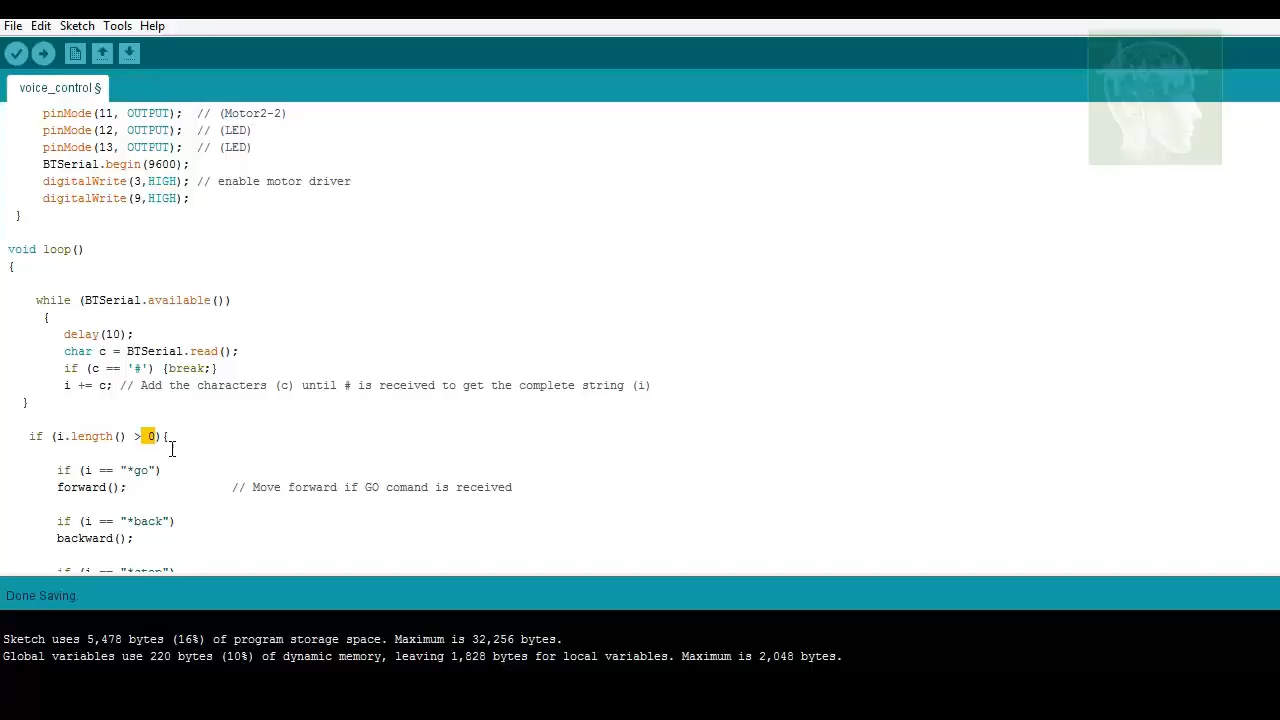 File Edit Sketch Tools Help
voice_control §
pinMode(11, OUTPUT); // (Motor2-2)
pinMode(12, OUTPUT); // (LED)
pinMode(13, OUTPUT); // (LED)
BTSerial.begin(9600);
digitalWrite(3,HIGH); // enable motor driver
digitalWrite(9,HIGH);
}
void loop()
{
while (BTSerial.available())
{
delay(10);
char c = BTSerial.read();
if (c == '#') {break;}
i += c; // Add the characters (c) until # is received to get the complete string (i)
}
if (i.length() > 0){
if (i == "*go")
forward(); // Move forward if GO comand is received
if (i == "*back")
backward();
if (i == "*stop")
Done Saving.
Sketch uses 5,478 bytes (16%) of program storage space. Maximum is 32,256 bytes.
Global variables use 220 bytes (10%) of dynamic memory, leaving 1,828 bytes for local variables. Maximum is 2,048 bytes.